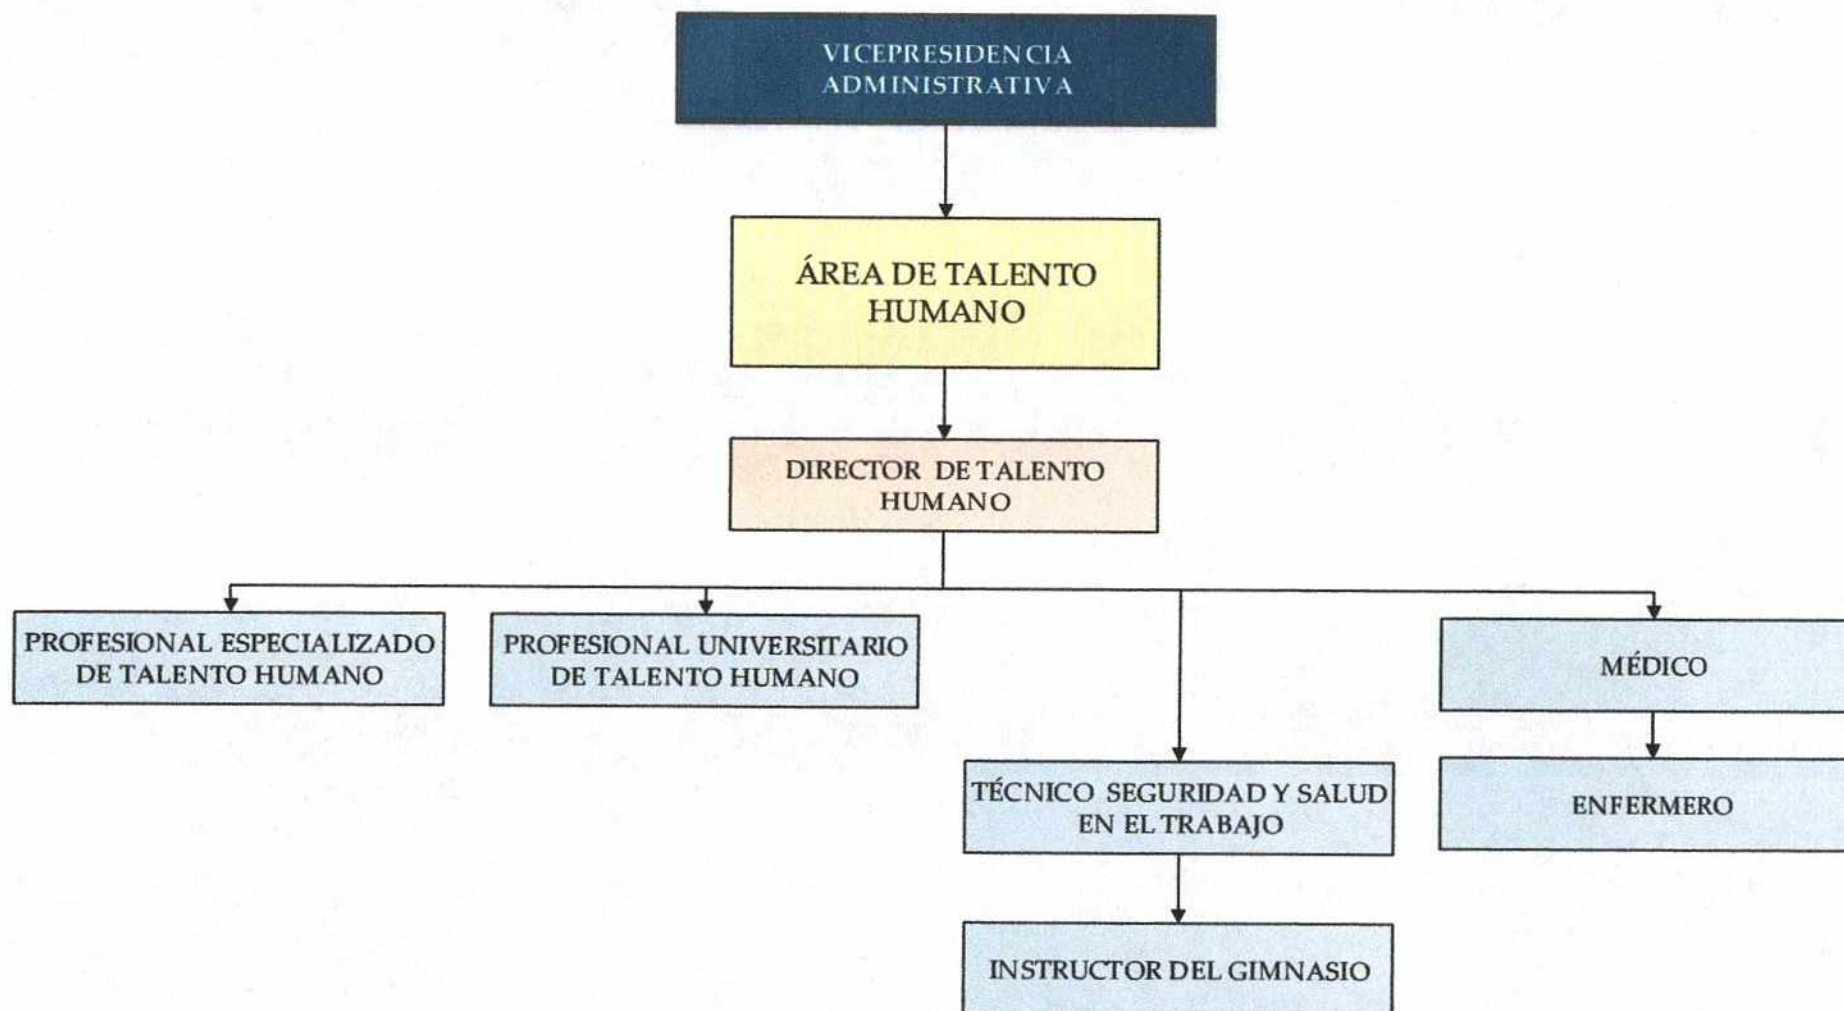 VICEPRESIDENCIA
ADMINISTRATIVA
ÁREA DE TALENTO
HUMANO
DIRECTOR DE TALENTO
HUMANO
PROFESIONAL ESPECIALIZADO
DE TALENTO HUMANO
PROFESIONAL UNIVERSITARIO
DE TALENTO HUMANO
MÉDICO
TÉCNICO SEGURIDAD Y SALUD
EN EL TRABAJO
ENFERMERO
INSTRUCTOR DEL GIMNASIO